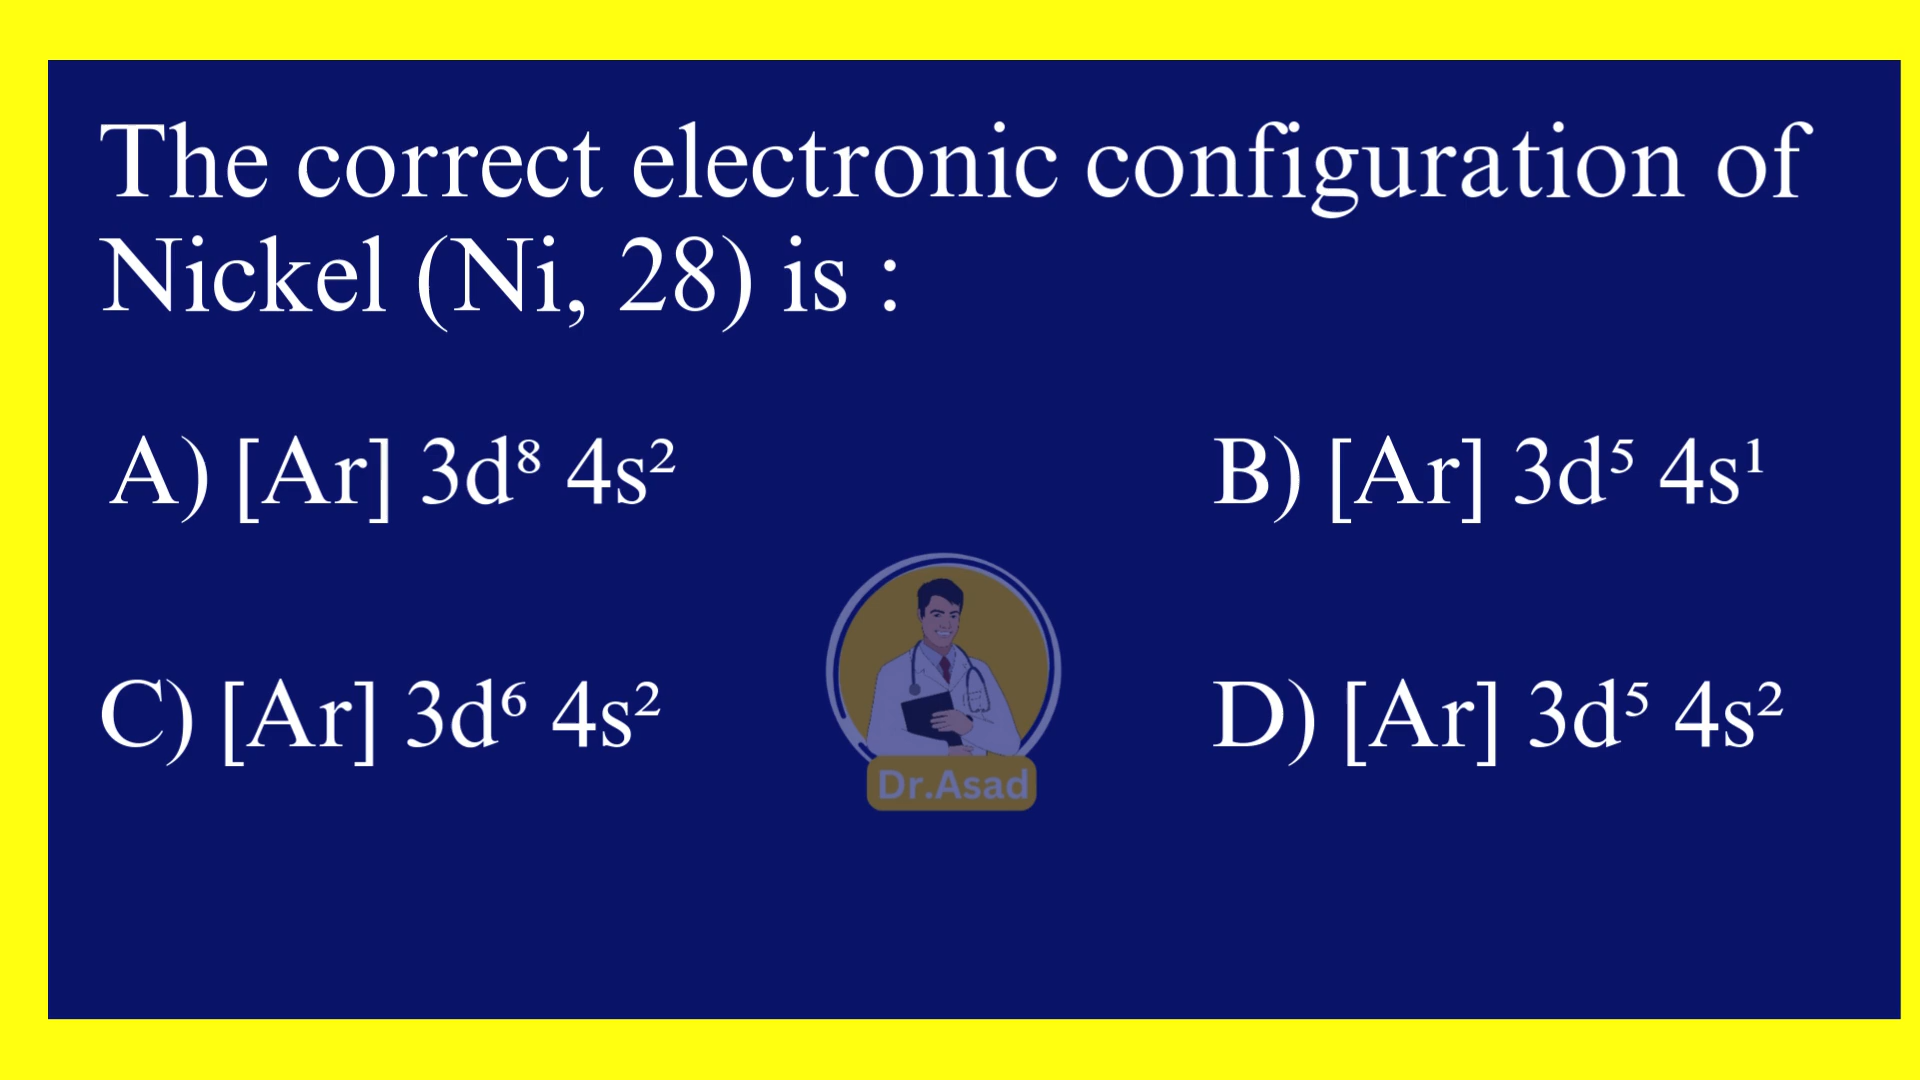 The correct electronic configuration of
Nickel (Ni, 28) is :
A) [Ar] 3d⁸ 4s²
B) [Ar] 3d⁵ 4s¹
C) [Ar] 3d⁶ 4s²
D) [Ar] 3d⁵ 4s²
Dr.Asad